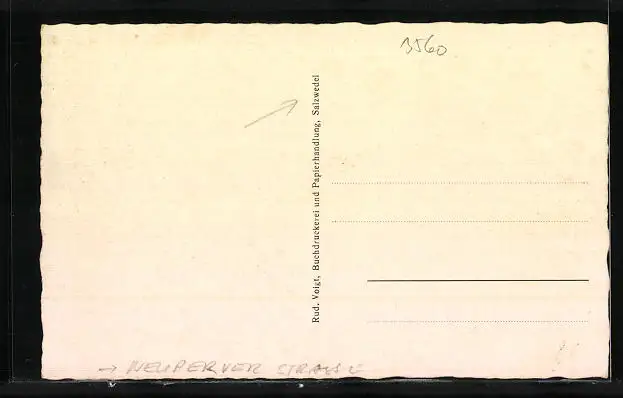 3560
Rud. Voigt, Buchdruckerei und Papierhandlung, Salzwedel
→ NEUPERVER STRASSE